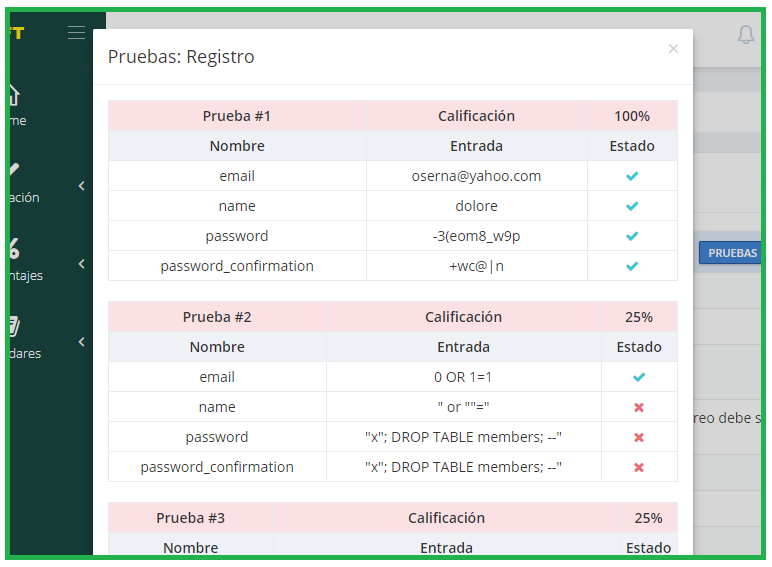 Pruebas: Registro
×
Prueba #1 Calificación 100%
Nombre Entrada Estado
email oserna@yahoo.com
name dolore
password -3(eom8_w9p
password_confirmation +wc@|n
Prueba #2 Calificación 25%
Nombre Entrada Estado
email 0 OR 1=1
name " or ""="
password "x"; DROP TABLE members; --"
password_confirmation "x"; DROP TABLE members; --"
Prueba #3 Calificación 25%
Nombre Entrada Estado
PRUEBAS
reo debe s
FT
me
ación
ntajes
dares